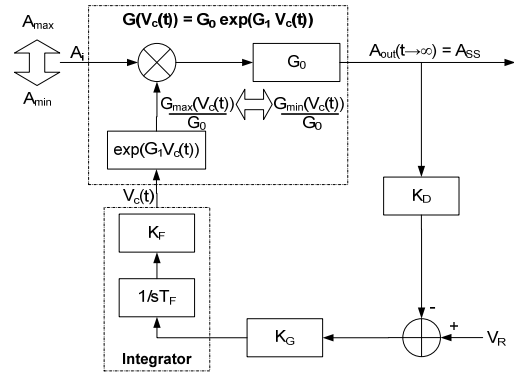 G(Vc(t)) = G0 exp(G1 Vc(t))
Amax
Ai
Amin
G0
Aout(t→∞) = ASS
Gmax(Vc(t))
G0
Gmin(Vc(t))
G0
exp(G1Vc(t))
Vc(t)
KF
1/sTF
Integrator
KD
-
+
VR
KG